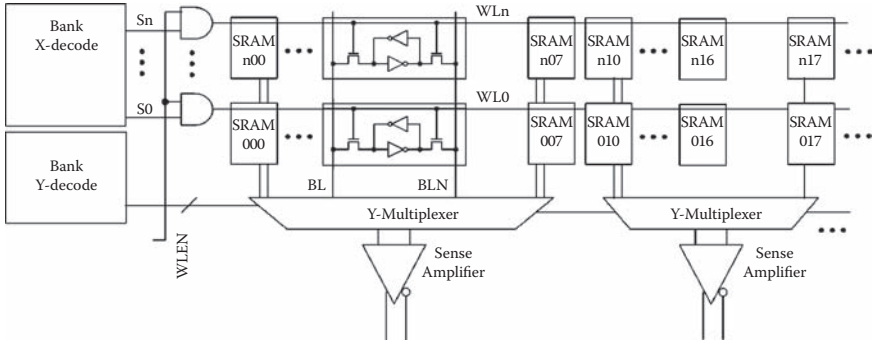 Bank
X-decode
Sn
S0
Bank
Y-decode
WLEN
SRAM
n00
WLn
SRAM
n07
SRAM
n10
SRAM
n16
SRAM
n17
SRAM
000
WL0
SRAM
007
SRAM
010
SRAM
016
SRAM
017
BL
BLN
Y-Multiplexer
Y-Multiplexer
Sense
Amplifier
Sense
Amplifier